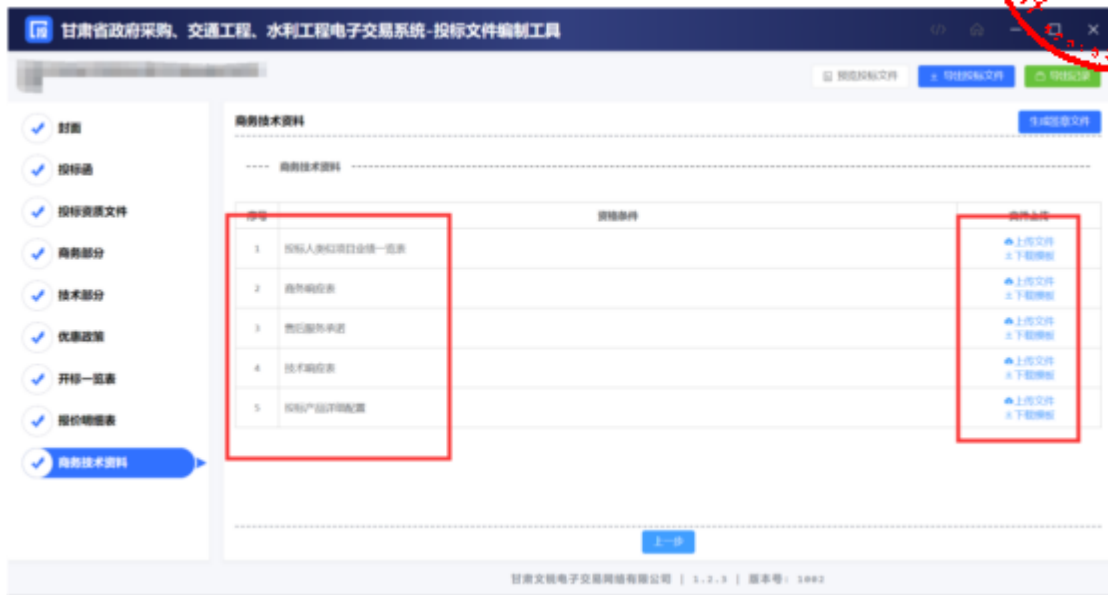 甘肃省政府采购、交通工程、水利工程电子交易系统-投标文件编制工具
预览投标文件
导出投标文件
导出记录
封面
投标函
投标资质文件
商务部分
技术部分
优惠政策
开标一览表
报价明细表
商务技术资料
商务技术资料
生成签章文件
商务技术资料
序号 资格条件 文件上传
1 投标人类似项目业绩一览表 上传文件
下载模板
2 商务响应表 上传文件
下载模板
3 售后服务承诺 上传文件
下载模板
4 技术响应表 上传文件
下载模板
5 投标产品详细配置 上传文件
下载模板
上一步
甘肃文锐电子交易网络有限公司 | 1.2.3 | 版本号: 1002